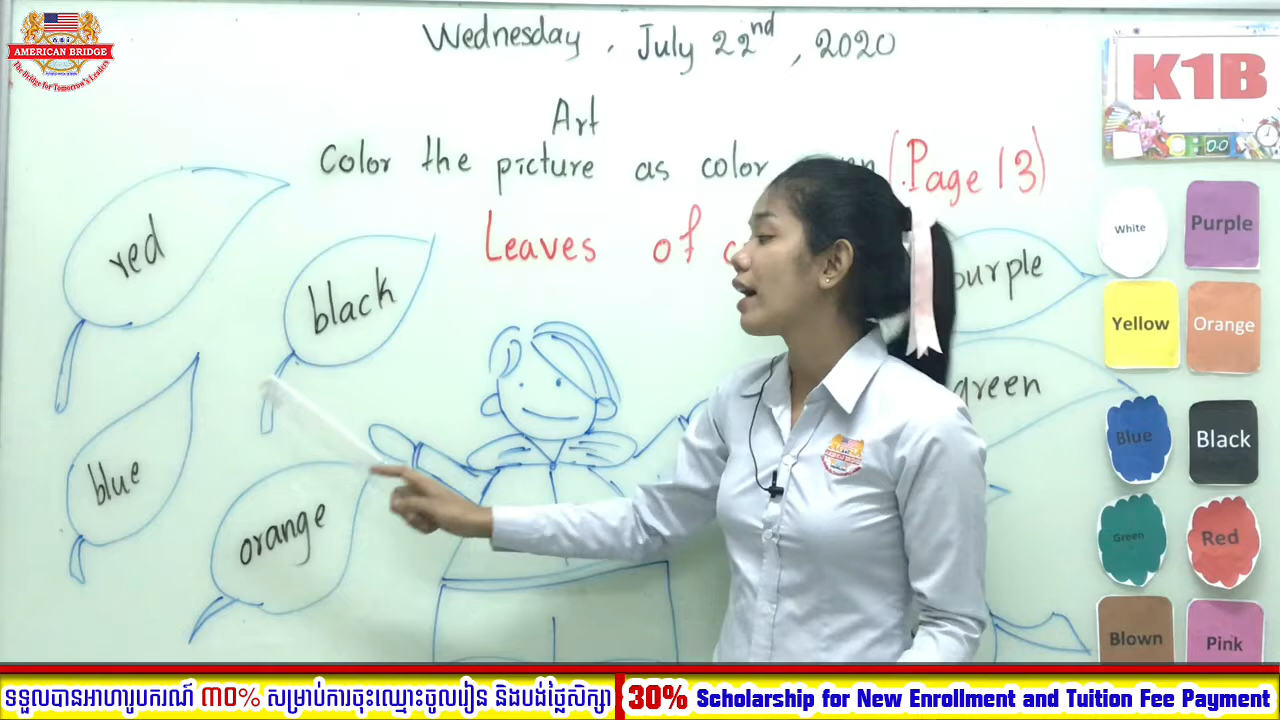 AMERICAN BRIDGE
The Bridge for Tomorrow's Leaders
Wednesday, July 22nd, 2020
K1B
Art
Color the picture as color (Page 13)
Leaves of
red
black
blue
orange
purple
green
White
Purple
Yellow
Orange
Blue
Black
Green
Red
Blown
Pink
ទទួលបានអាហារូបករណ៍ ៣០% សម្រាប់ការចុះឈ្មោះចូលរៀន និងបង់ថ្លៃសិក្សា
30% Scholarship for New Enrollment and Tuition Fee Payment